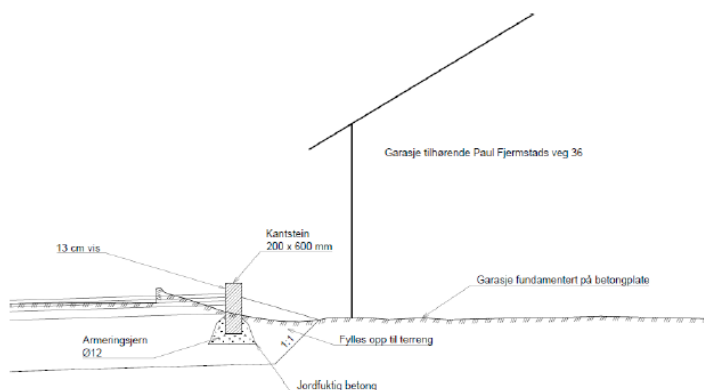 Garasje tilhørende Paul Fjermstads veg 36
Kantstein
200 x 600 mm
13 cm vis
Garasje fundamentert på betongplate
Armeringsjern
Ø12
Fylles opp til terreng
1:1
Jordfuktig betong